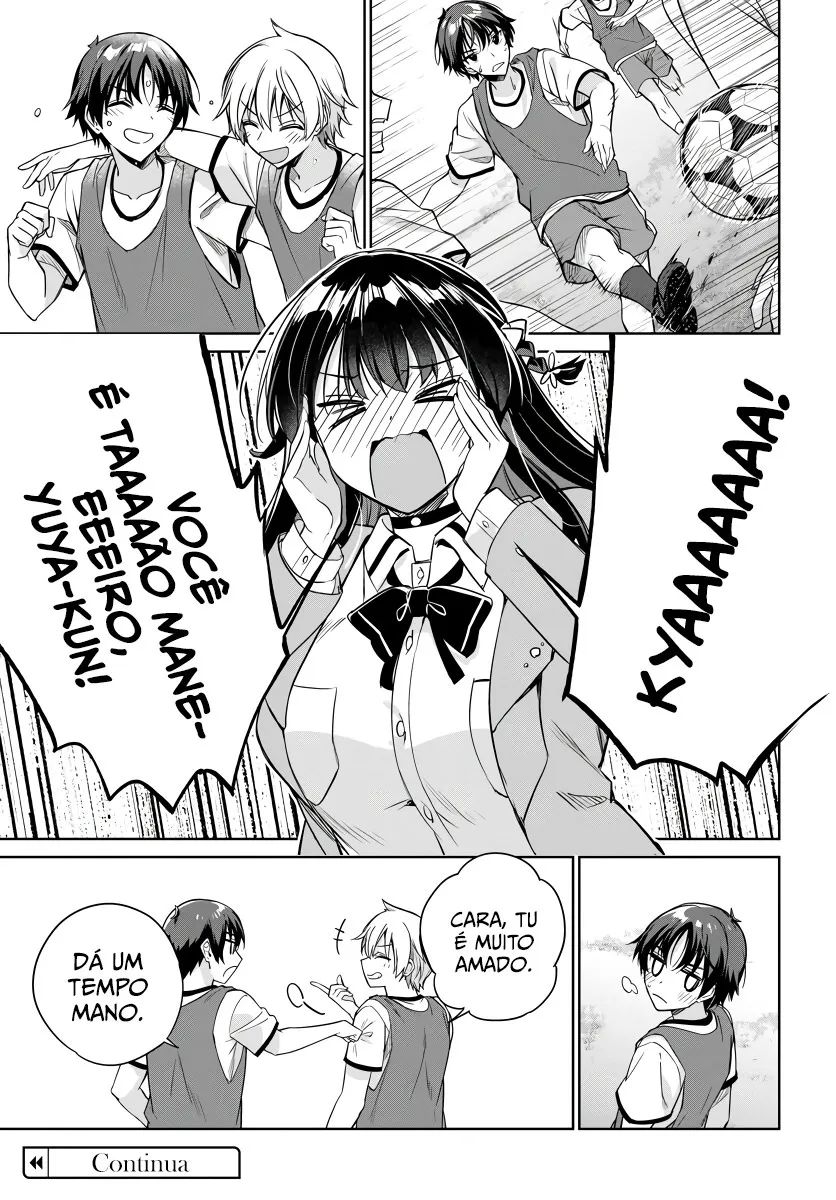 KYAAAAAAA!
VOCÊ
É TAAAÃO MANE-
EEEIRO,
YUYA-KUN!
CARA, TU
É MUITO
AMADO.
DÁ UM
TEMPO
MANO.
Continua